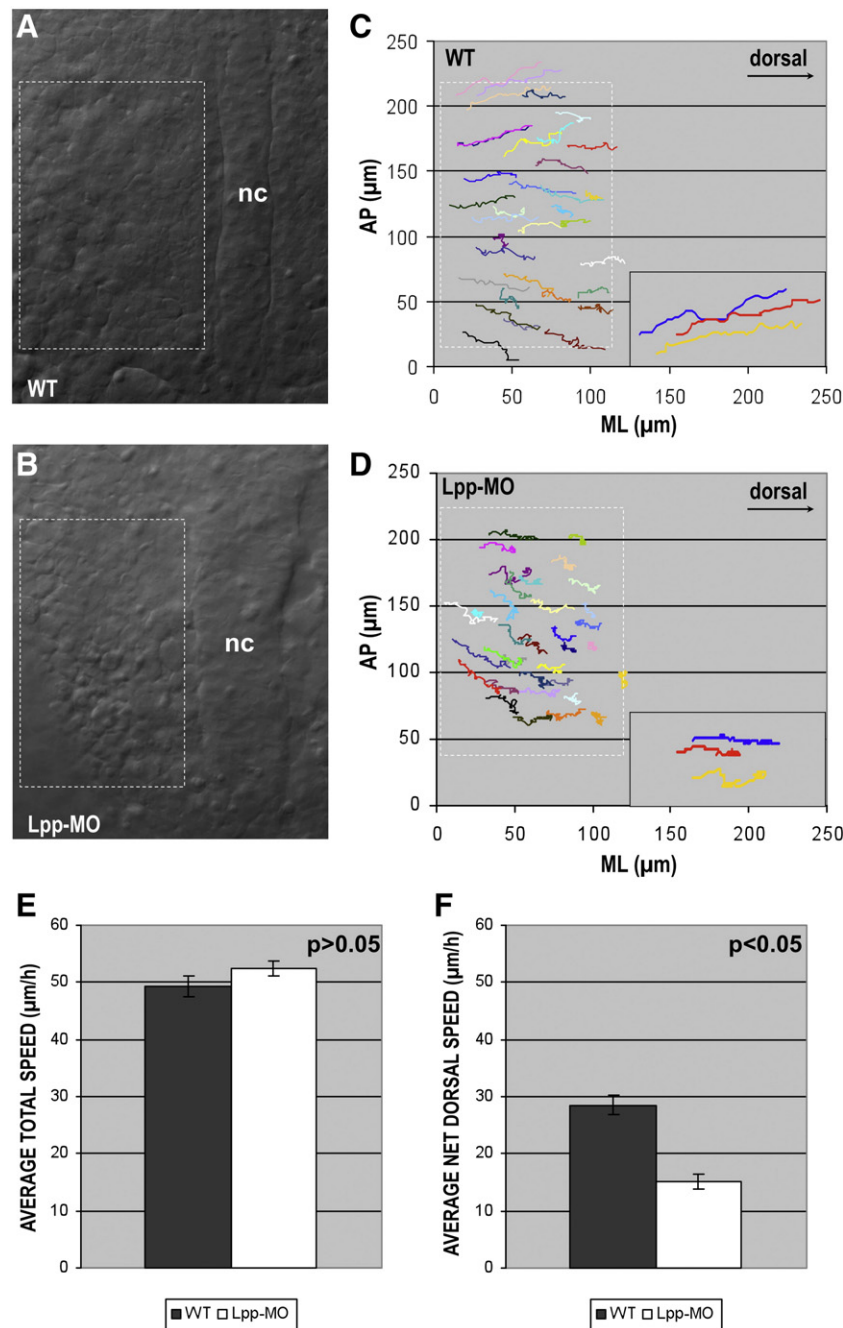 A
nc
WT
B
nc
Lpp-MO
C
WT
dorsal
AP (µm)
250
200
150
100
50
0
0 50 100 150 200 250
ML (µm)
D
Lpp-MO
dorsal
AP (µm)
250
200
150
100
50
0
0 50 100 150 200 250
ML (µm)
E
p>0.05
AVERAGE TOTAL SPEED (µm/h)
60
50
40
30
20
10
0
WT Lpp-MO
F
p<0.05
AVERAGE NET DORSAL SPEED (µm/h)
60
50
40
30
20
10
0
WT Lpp-MO